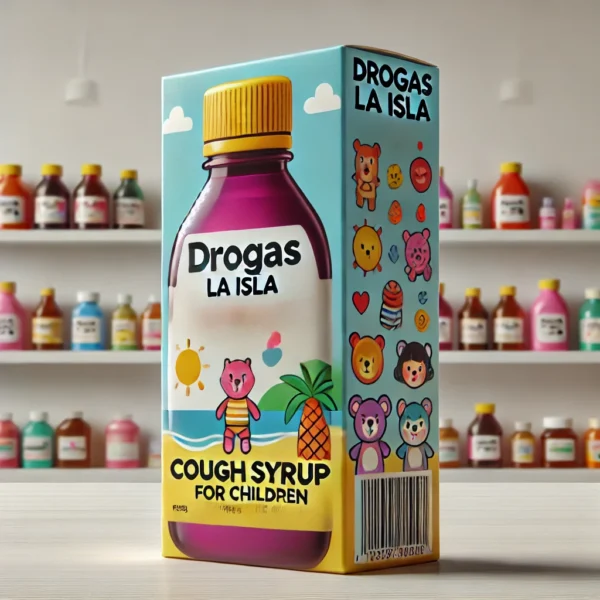 Drogas
LA ISLA
COUGH SYRUP
FOR CHILDREN
DROGAS
LA ISLA